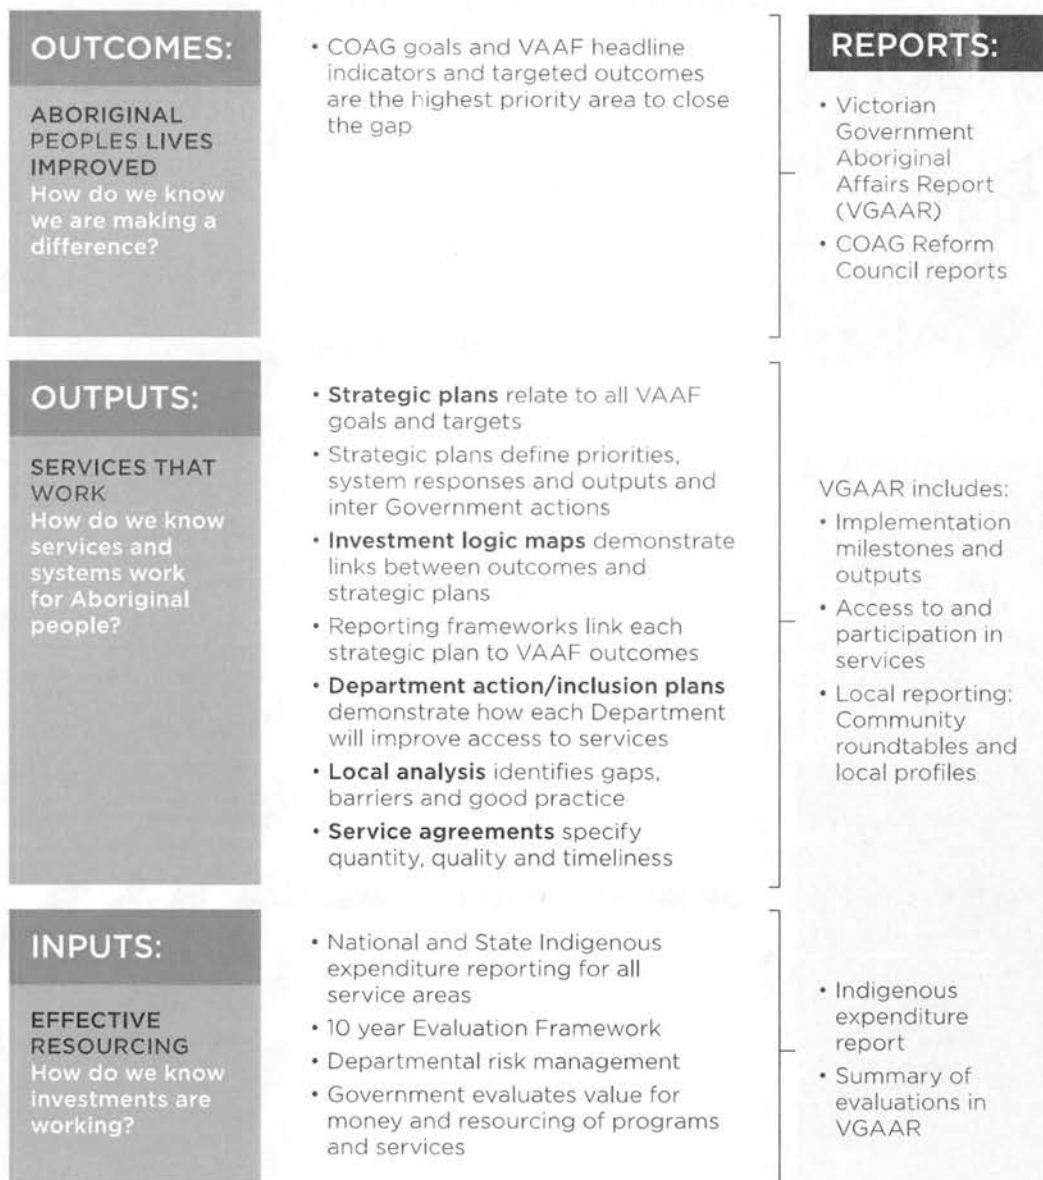 OUTCOMES:
ABORIGINAL
PEOPLES LIVES
IMPROVED
How do we know
we are making a
difference?
• COAG goals and VAAF headline
indicators and targeted outcomes
are the highest priority area to close
the gap
REPORTS:
• Victorian
Government
Aboriginal
Affairs Report
(VGAAR)
• COAG Reform
Council reports
OUTPUTS:
SERVICES THAT
WORK
How do we know
services and
systems work
for Aboriginal
people?
• Strategic plans relate to all VAAF
goals and targets
• Strategic plans define priorities,
system responses and outputs and
inter Government actions
• Investment logic maps demonstrate
links between outcomes and
strategic plans
• Reporting frameworks link each
strategic plan to VAAF outcomes
• Department action/inclusion plans
demonstrate how each Department
will improve access to services
• Local analysis identifies gaps,
barriers and good practice
• Service agreements specify
quantity, quality and timeliness
VGAAR includes:
• Implementation
milestones and
outputs
• Access to and
participation in
services
• Local reporting:
Community
roundtables and
local profiles
INPUTS:
EFFECTIVE
RESOURCING
How do we know
investments are
working?
• National and State Indigenous
expenditure reporting for all
service areas
• 10 year Evaluation Framework
• Departmental risk management
• Government evaluates value for
money and resourcing of programs
and services
• Indigenous
expenditure
report
• Summary of
evaluations in
VGAAR